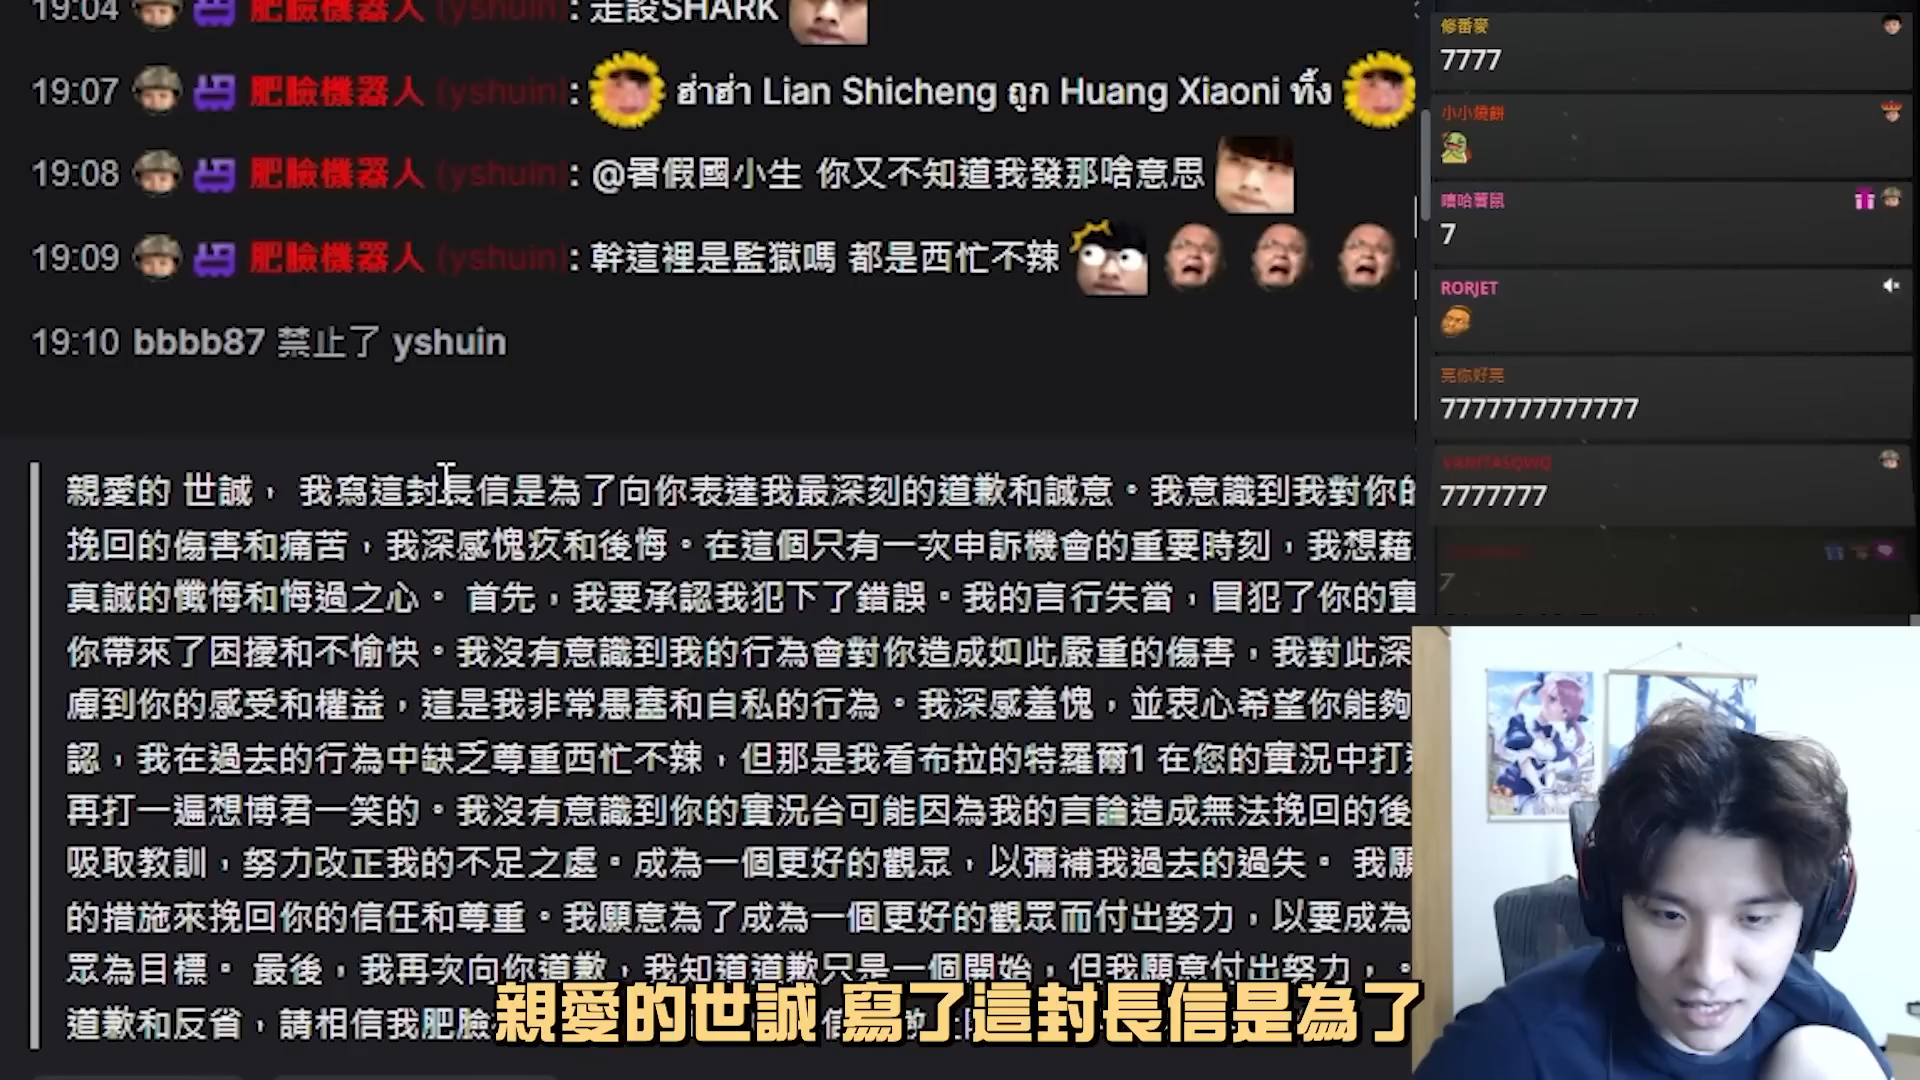 19:04 肥臉機器人 (yshuin): 走設SHARK
19:07 肥臉機器人 (yshuin): ฮ่าฮ่า Lian Shicheng ถูก Huang Xiaoni ทิ้ง
19:08 肥臉機器人 (yshuin): @暑假國小生 你又不知道我發那啥意思
19:09 肥臉機器人 (yshuin): 幹這裡是監獄嗎 都是西忙不辣
19:10 bbbb87 禁止了 yshuin
親愛的 世誠， 我寫這封長信是為了向你表達我最深刻的道歉和誠意。我意識到我對你的
挽回的傷害和痛苦，我深感愧疚和後悔。在這個只有一次申訴機會的重要時刻，我想藉
真誠的懺悔和悔過之心。 首先，我要承認我犯下了錯誤。我的言行失當，冒犯了你的實
你帶來了困擾和不愉快。我沒有意識到我的行為會對你造成如此嚴重的傷害，我對此深
慮到你的感受和權益，這是我非常愚蠢和自私的行為。我深感羞愧，並衷心希望你能夠
認，我在過去的行為中缺乏尊重西忙不辣，但那是我看布拉的特羅爾1 在您的實況中打
再打一遍想博君一笑的。我沒有意識到你的實況台可能因為我的言論造成無法挽回的後
吸取教訓，努力改正我的不足之處。成為一個更好的觀眾，以彌補我過去的過失。 我願
的措施來挽回你的信任和尊重。我願意為了成為一個更好的觀眾而付出努力，以要成為
眾為目標。 最後，我再次向你道歉，我知道道歉只是一個開始，但我願意付出努力，。
道歉和反省，請相信我肥臉
親愛的世誠 寫了這封長信是為了
修番麥
7777
小小燒餅
嘻哈薯鼠
7
RORJET
亮你好亮
7777777777777
VANITASQWQ
7777777
7